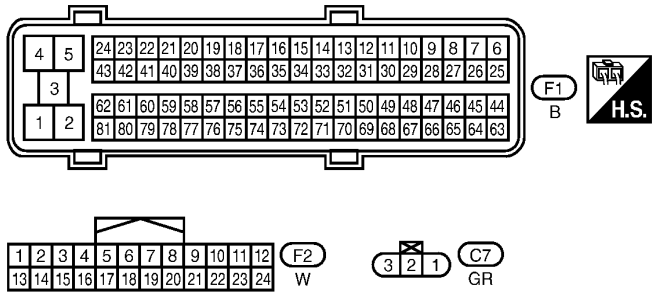 4 5 24 23 22 21 20 19 18 17 16 15 14 13 12 11 10 9 8 7 6
43 42 41 40 39 38 37 36 35 34 33 32 31 30 29 28 27 26 25
3
F1
B
H.S.
1 2 62 61 60 59 58 57 56 55 54 53 52 51 50 49 48 47 46 45 44
81 80 79 78 77 76 75 74 73 72 71 70 69 68 67 66 65 64 63
1 2 3 4 5 6 7 8 9 10 11 12
13 14 15 16 17 18 19 20 21 22 23 24
F2
W
3 2 1
C7
GR